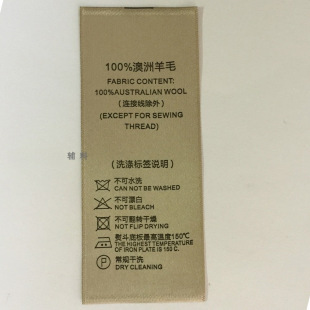 100%澳洲羊毛
FABRIC CONTENT:
100%AUSTRALIAN WOOL
(连接线除外)
(EXCEPT FOR SEWING
THREAD)
(洗涤标签说明)
不可水洗
CAN NOT BE WASHED
不可漂白
NOT BLEACH
不可翻转干燥
NOT FLIP DRYING
熨斗底板最高温度150℃
THE HIGHEST TEMPERATURE
OF IRON PLATE IS 150 C.
常规干洗
DRY CLEANING